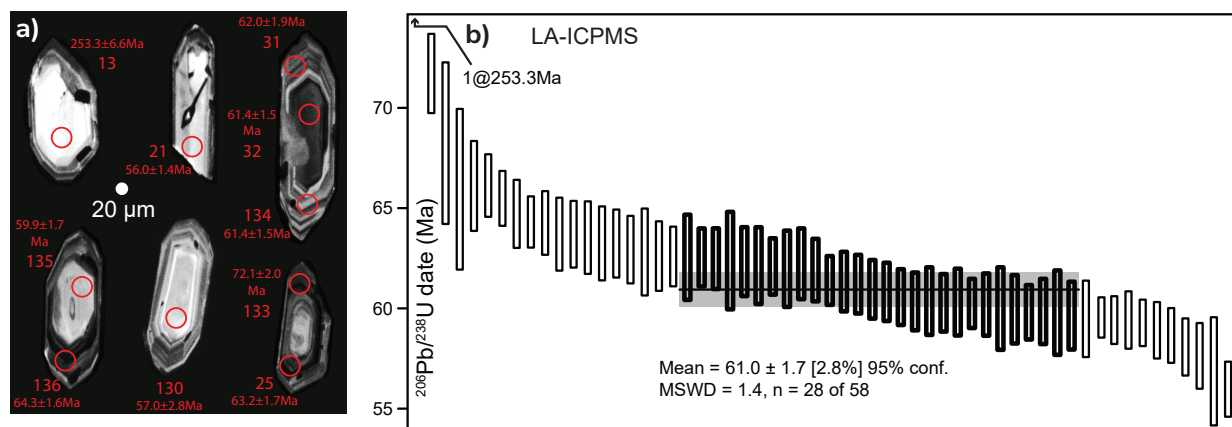 a)
253.3±6.6Ma
13
21
56.0±1.4Ma
62.0±1.9Ma
31
61.4±1.5
Ma
32
134
61.4±1.5Ma
20 µm
59.9±1.7
Ma
135
136
64.3±1.6Ma
130
57.0±2.8Ma
72.1±2.0
Ma
133
25
63.2±1.7Ma
b) LA-ICPMS
1@253.3Ma
70
65
60
55
206Pb/238U date (Ma)
Mean = 61.0 ± 1.7 [2.8%] 95% conf.
MSWD = 1.4, n = 28 of 58